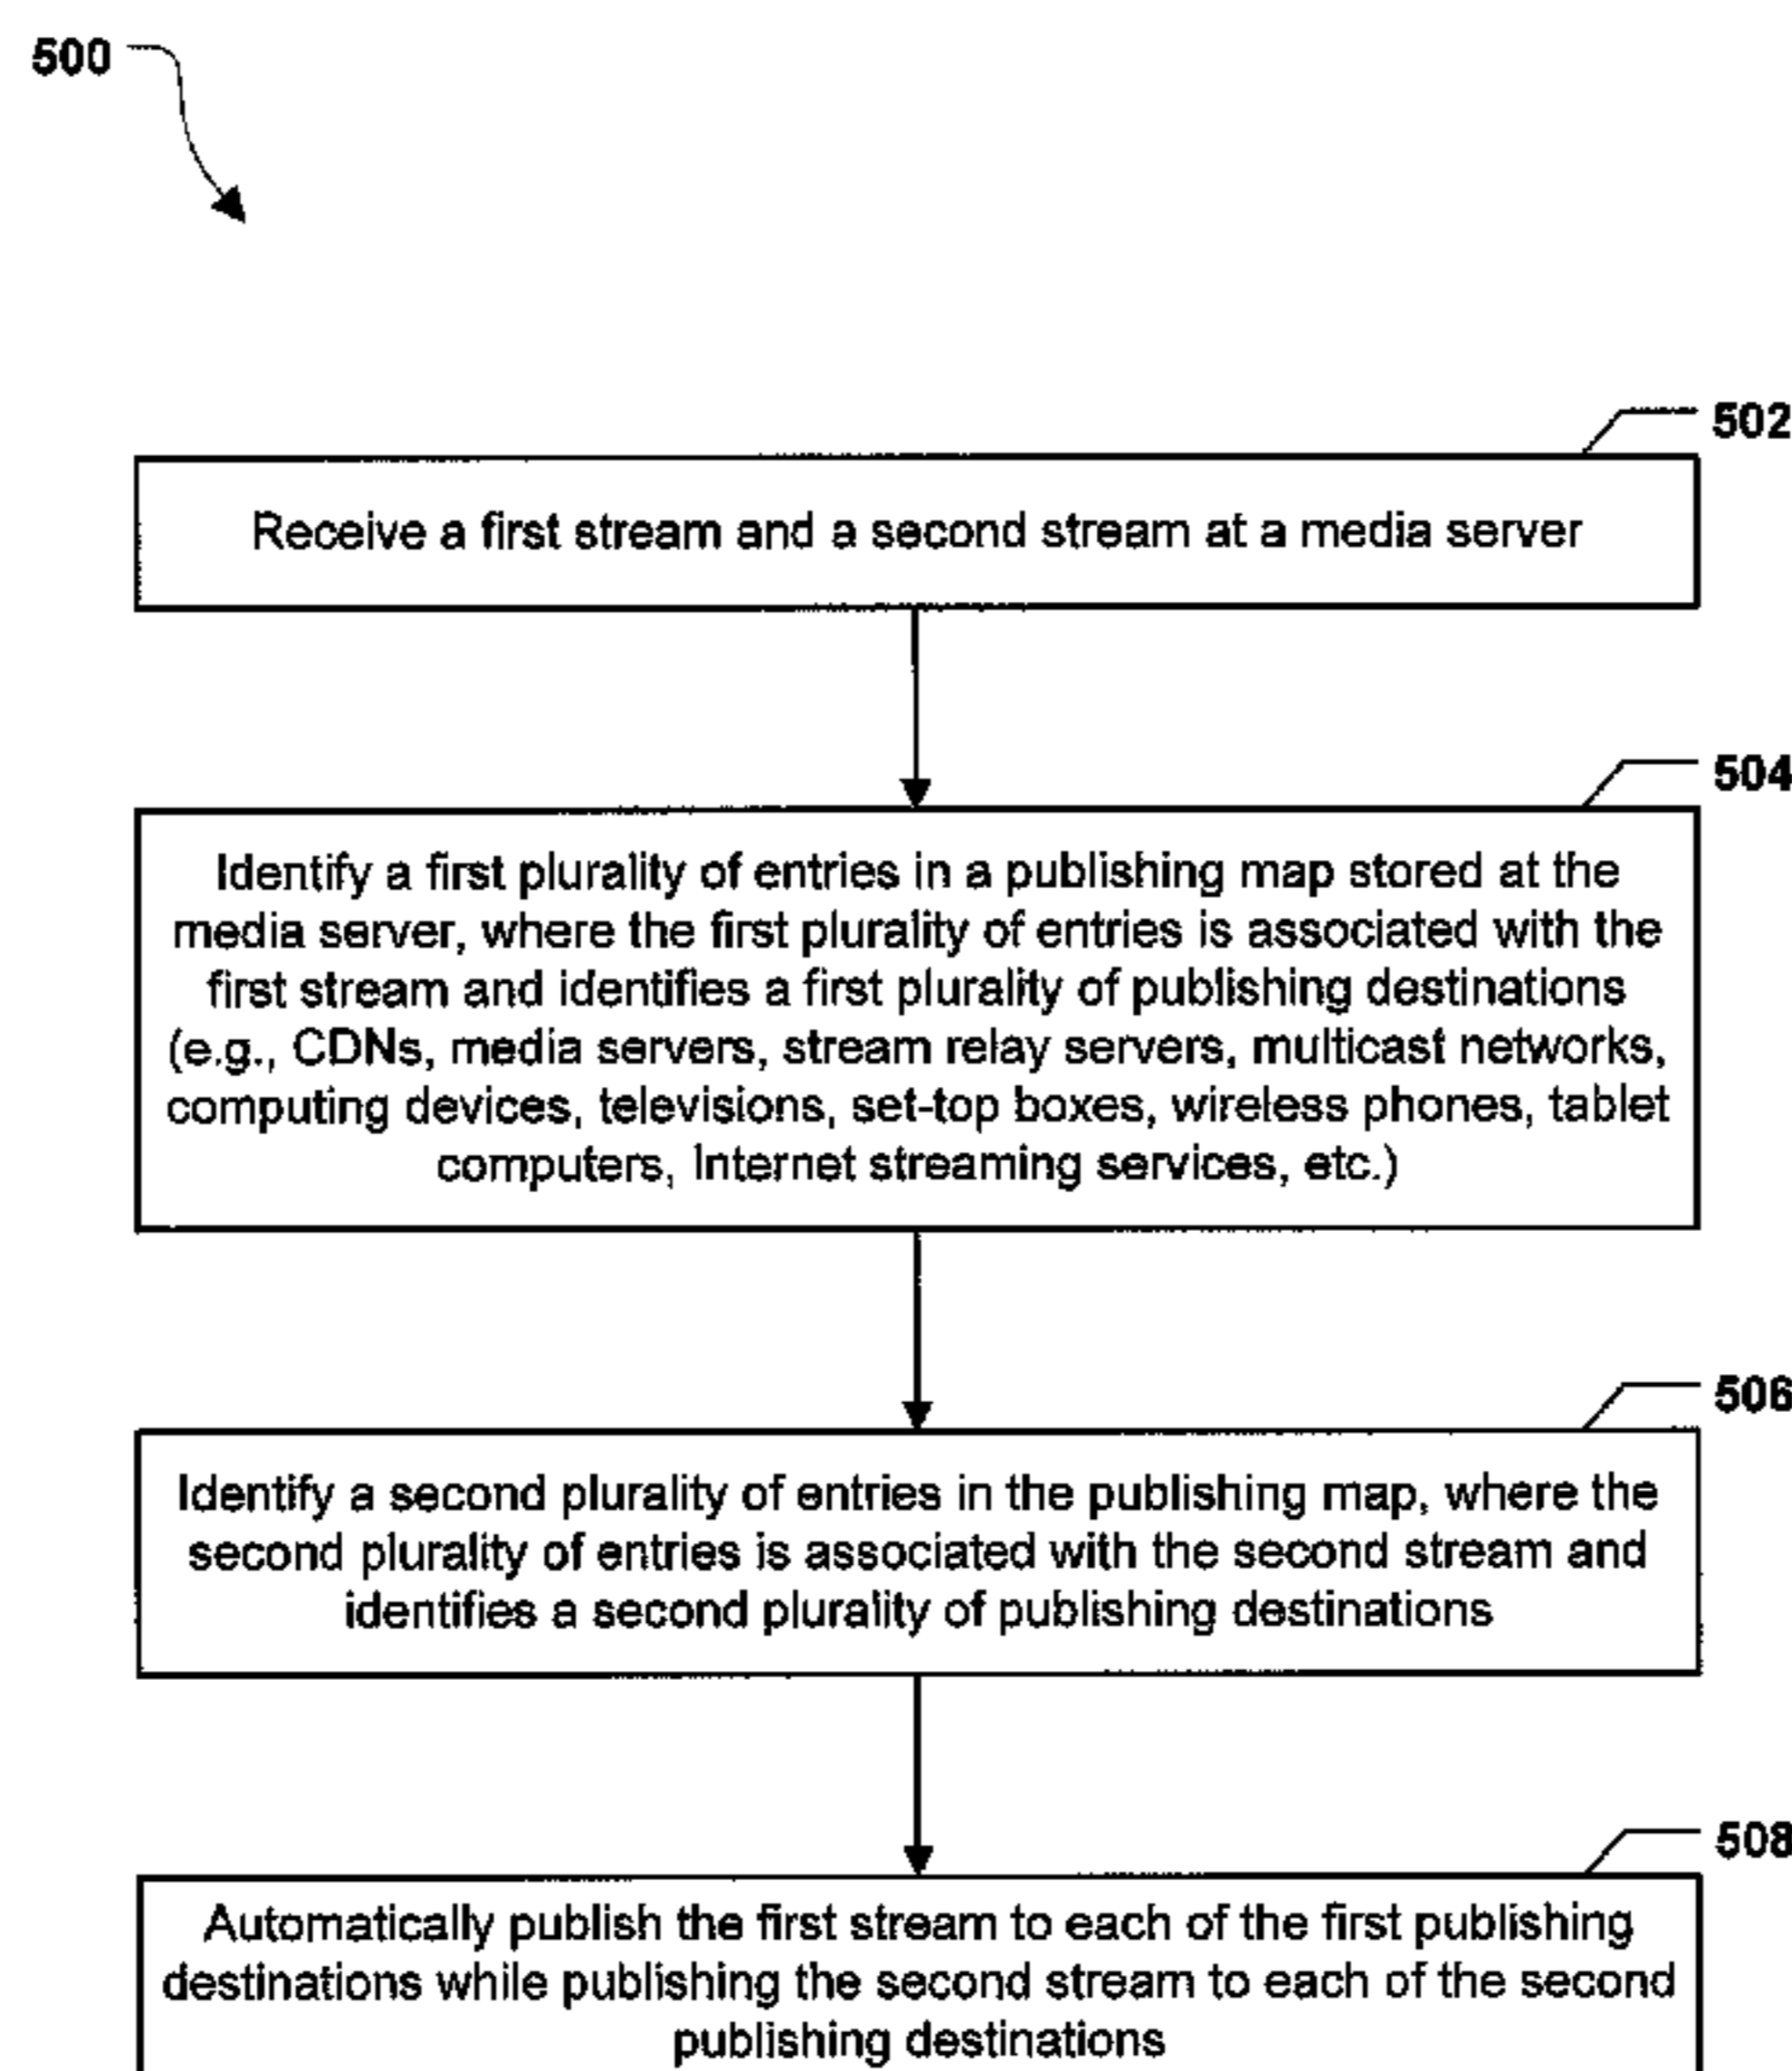 500
502
Receive a first stream and a second stream at a media server
504
Identify a first plurality of entries in a publishing map stored at the
media server, where the first plurality of entries is associated with the
first stream and identifies a first plurality of publishing destinations
(e.g., CDNs, media servers, stream relay servers, multicast networks,
computing devices, televisions, set-top boxes, wireless phones, tablet
computers, Internet streaming services, etc.)
506
Identify a second plurality of entries in the publishing map, where the
second plurality of entries is associated with the second stream and
identifies a second plurality of publishing destinations
508
Automatically publish the first stream to each of the first publishing
destinations while publishing the second stream to each of the second
publishing destinations